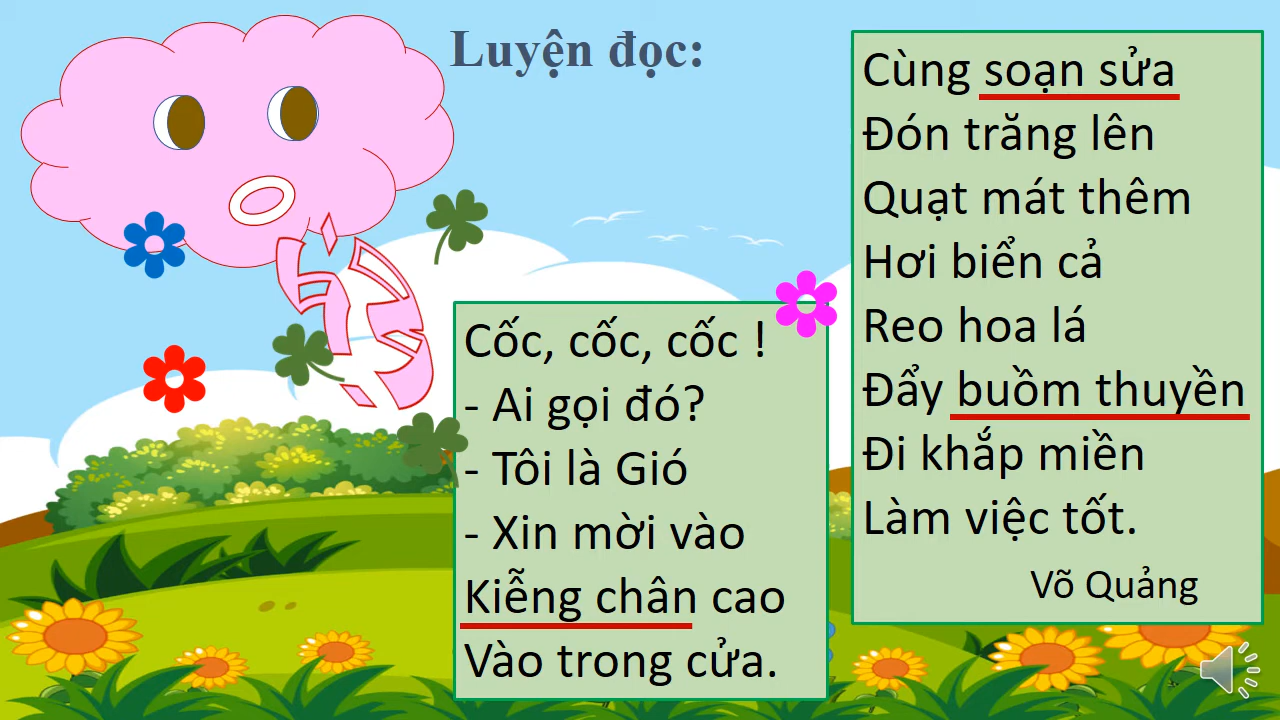 Luyện đọc:
Cốc, cốc, cốc !
- Ai gọi đó?
- Tôi là Gió
- Xin mời vào
Kiễng chân cao
Vào trong cửa.
Cùng soạn sửa
Đón trăng lên
Quạt mát thêm
Hơi biển cả
Reo hoa lá
Đẩy buồm thuyền
Đi khắp miền
Làm việc tốt.
Võ Quảng